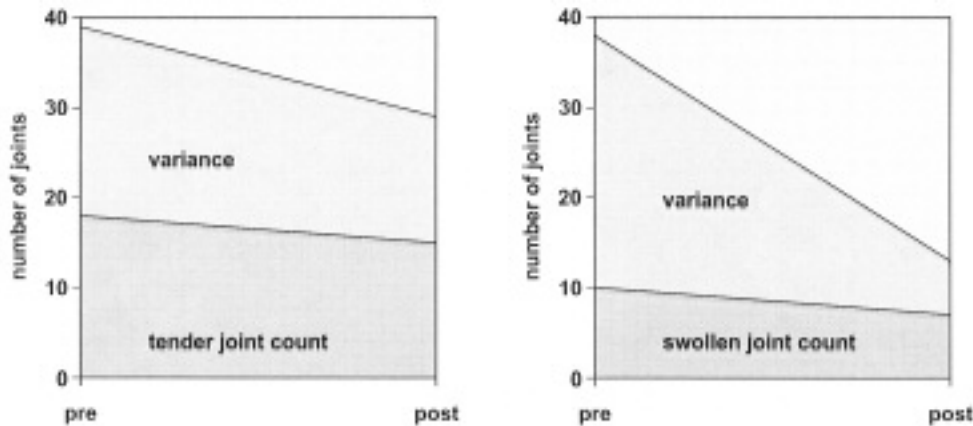 number of joints
40
30
20
10
0
variance
tender joint count
pre
post
number of joints
40
30
20
10
0
variance
swollen joint count
pre
post